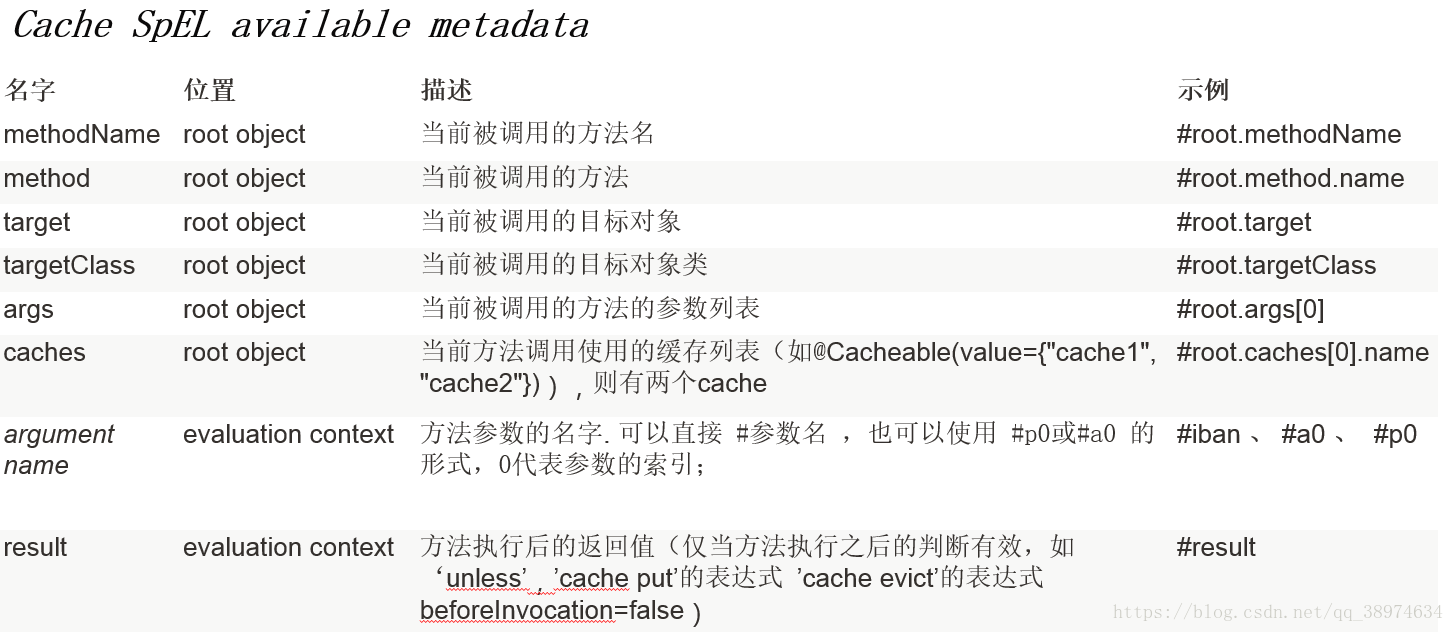 Cache SpEL available metadata
名字 位置 描述 示例
methodName root object 当前被调用的方法名 #root.methodName
method root object 当前被调用的方法 #root.method.name
target root object 当前被调用的目标对象 #root.target
targetClass root object 当前被调用的目标对象类 #root.targetClass
args root object 当前被调用的方法的参数列表 #root.args[0]
caches root object 当前方法调用使用的缓存列表（如@Cacheable(value={"cache1", #root.caches[0].name
"cache2"})），则有两个cache
argument evaluation context 方法参数的名字. 可以直接 #参数名 ，也可以使用 #p0或#a0 的 #iban 、 #a0 、 #p0
name 形式，0代表参数的索引；
result evaluation context 方法执行后的返回值（仅当方法执行之后的判断有效，如 #result
‘unless’，’cache put’的表达式 ’cache evict’的表达式
beforeInvocation=false）
https://blog.csdn.net/qq_38974634